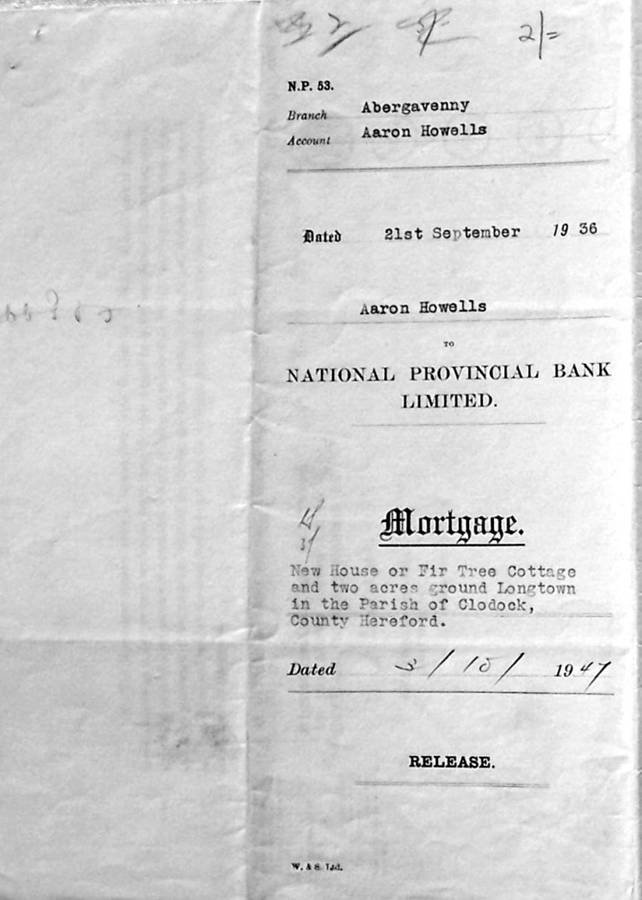 2/=
N.P. 53.
Branch Abergavenny
Account Aaron Howells
Dated 21st September 1936
Aaron Howells
TO
NATIONAL PROVINCIAL BANK
LIMITED.
Mortgage.
New House or Fir Tree Cottage
and two acres ground Longtown
in the Parish of Clodock,
County Hereford.
Dated 3/10/1947
RELEASE.
W. & S. Ltd.